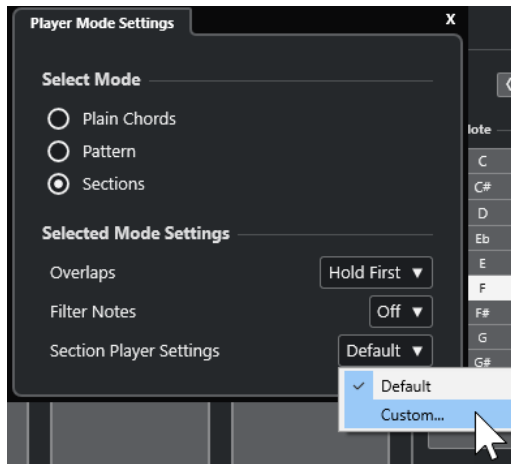 Player Mode Settings
X
Select Mode
Plain Chords
Pattern
Sections
Selected Mode Settings
Overlaps Hold First ▼
Filter Notes Off ▼
Section Player Settings Default ▼
✓ Default
Custom...
C
C#
D
Eb
E
F
F#
G
G#